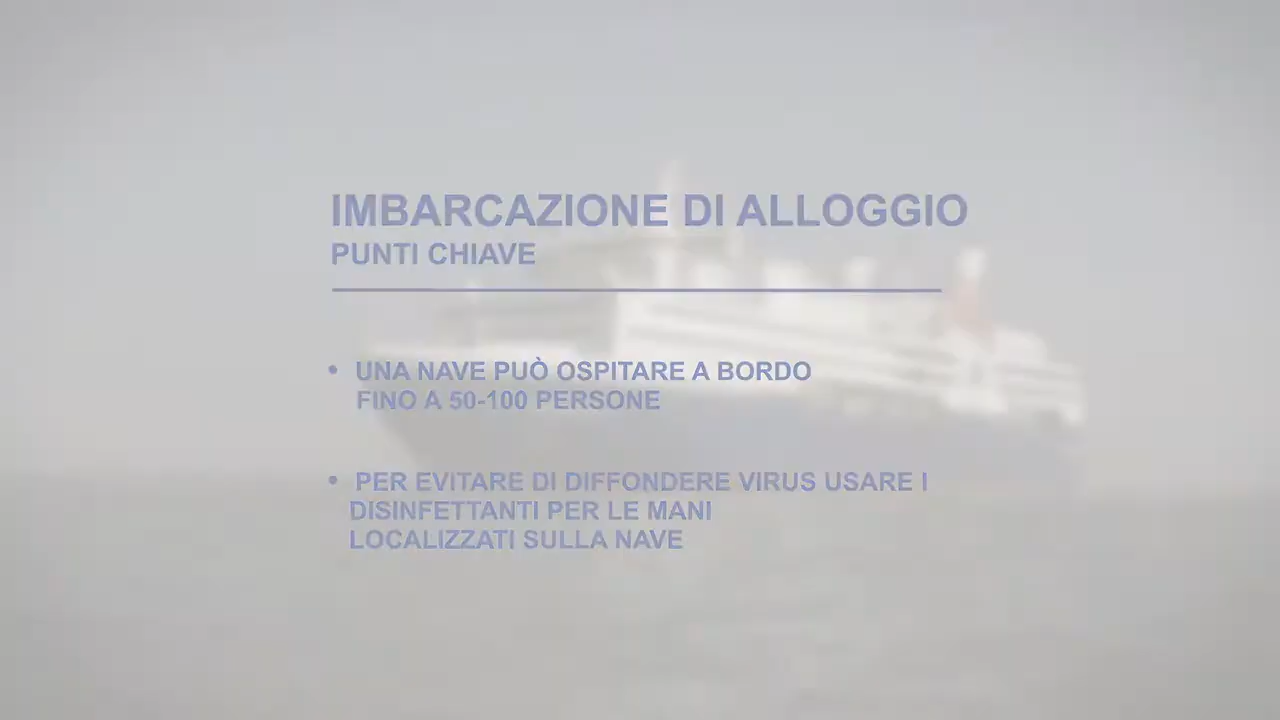 IMBARCAZIONE DI ALLOGGIO
PUNTI CHIAVE
• UNA NAVE PUÒ OSPITARE A BORDO
FINO A 50-100 PERSONE
• PER EVITARE DI DIFFONDERE VIRUS USARE I
DISINFETTANTI PER LE MANI
LOCALIZZATI SULLA NAVE